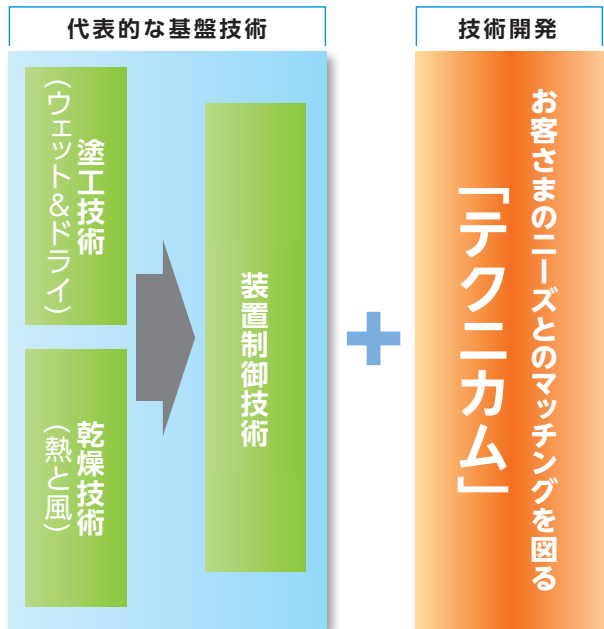 代表的な基盤技術
塗工技術
（ウェット&ドライ）
乾燥技術
（熱と風）
装置制御技術
+
技術開発
お客さまのニーズとのマッチングを図る
「テクニカム」